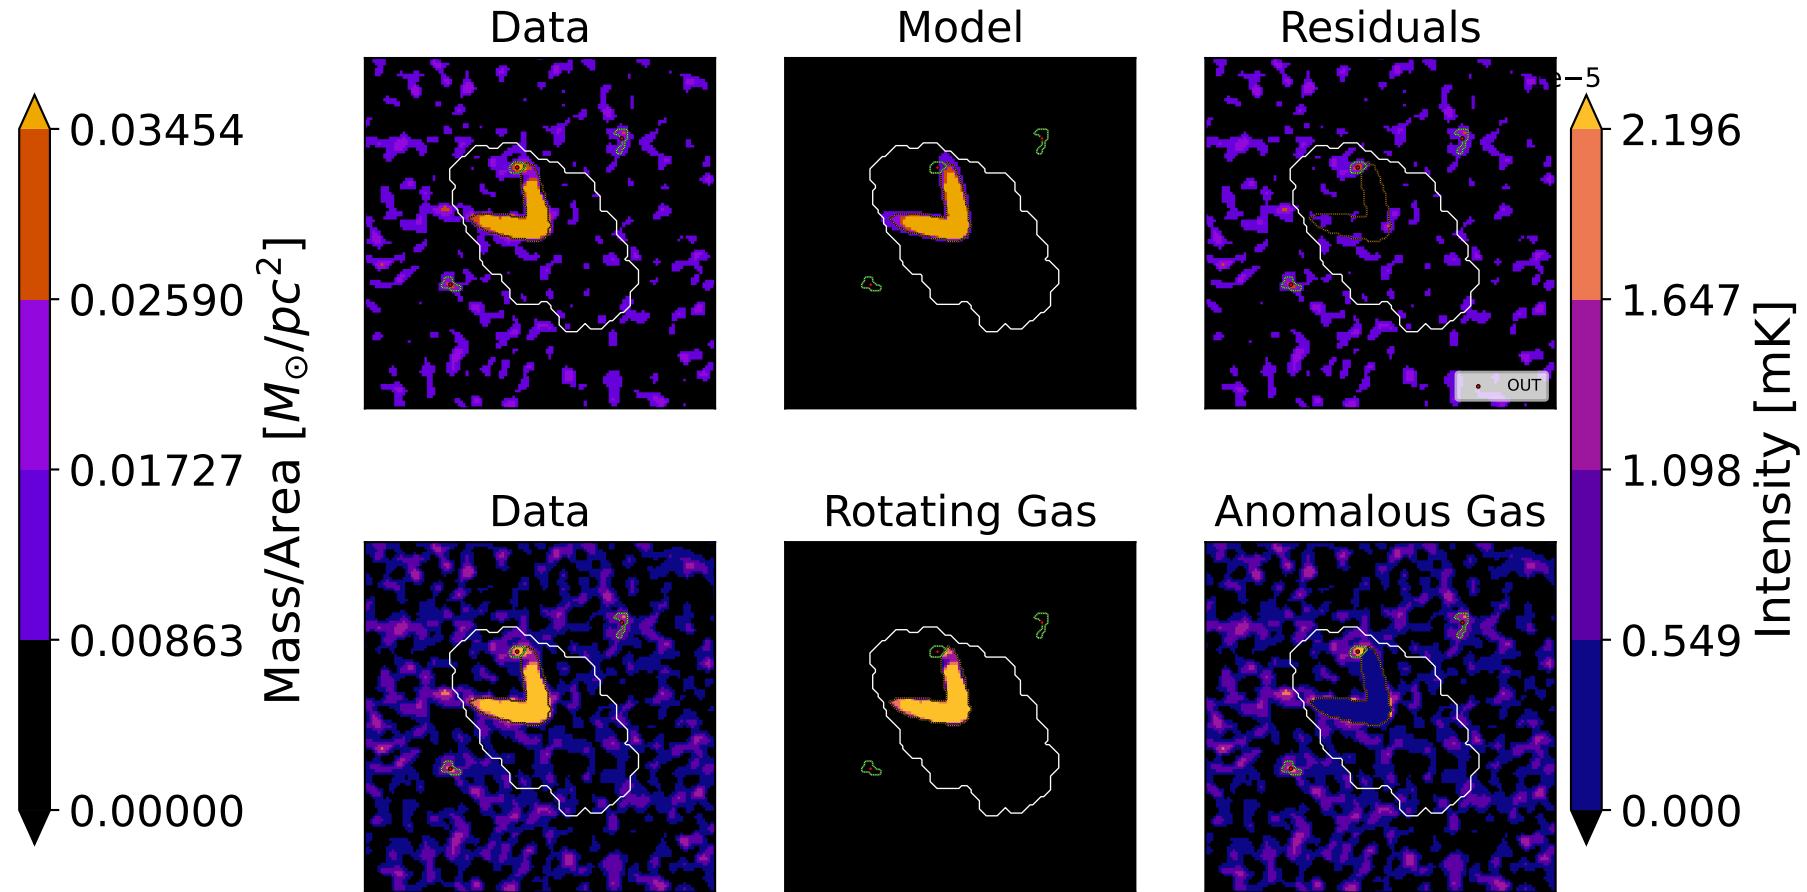 Data
Model
Residuals
e−5
0.03454
0.02590
0.01727
0.00863
0.00000
Mass/Area [M⊙/pc²]
OUT
2.196
1.647
1.098
0.549
0.000
Intensity [mK]
Data
Rotating Gas
Anomalous Gas